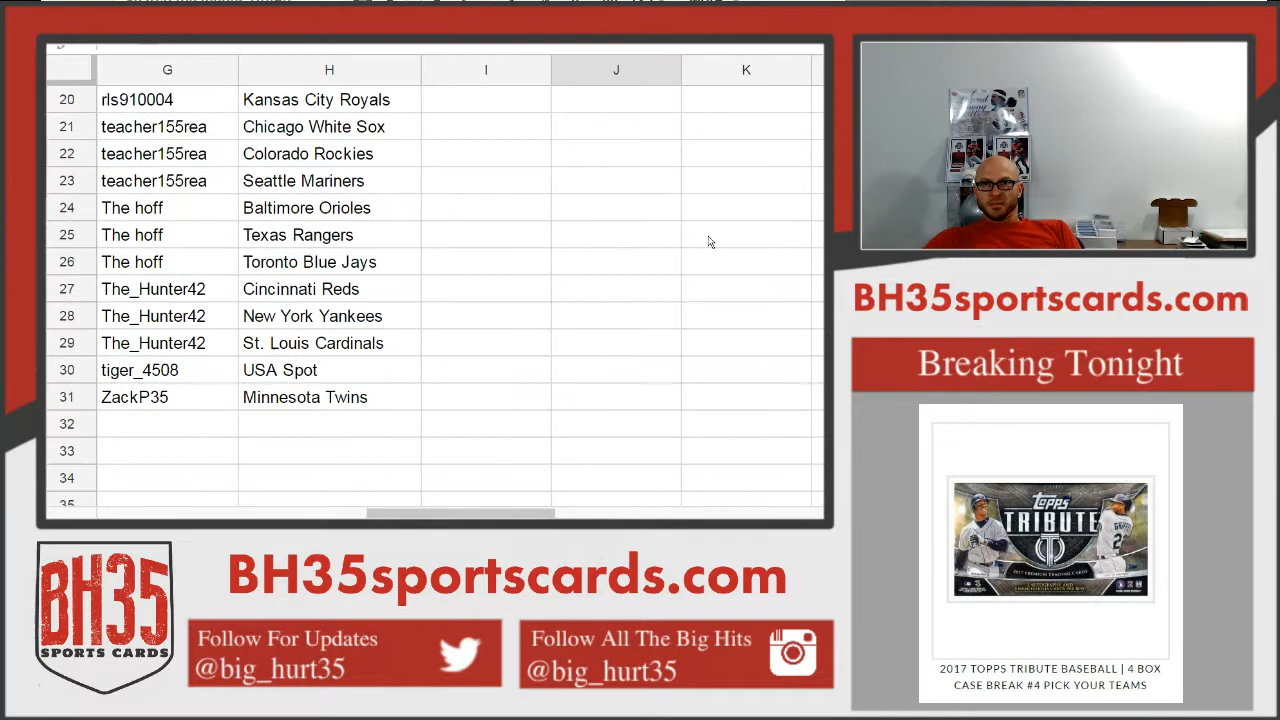 G H I J K
20 rls910004 Kansas City Royals
21 teacher155rea Chicago White Sox
22 teacher155rea Colorado Rockies
23 teacher155rea Seattle Mariners
24 The hoff Baltimore Orioles
25 The hoff Texas Rangers
26 The hoff Toronto Blue Jays
27 The_Hunter42 Cincinnati Reds
28 The_Hunter42 New York Yankees
29 The_Hunter42 St. Louis Cardinals
30 tiger_4508 USA Spot
31 ZackP35 Minnesota Twins
32
33
34
35
BH35sportscards.com
Breaking Tonight
topps
TRIBUTE
2017 TOPPS TRIBUTE BASEBALL | 4 BOX
CASE BREAK #4 PICK YOUR TEAMS
BH35
SPORTS CARDS
BH35sportscards.com
Follow For Updates
@big_hurt35
Follow All The Big Hits
@big_hurt35